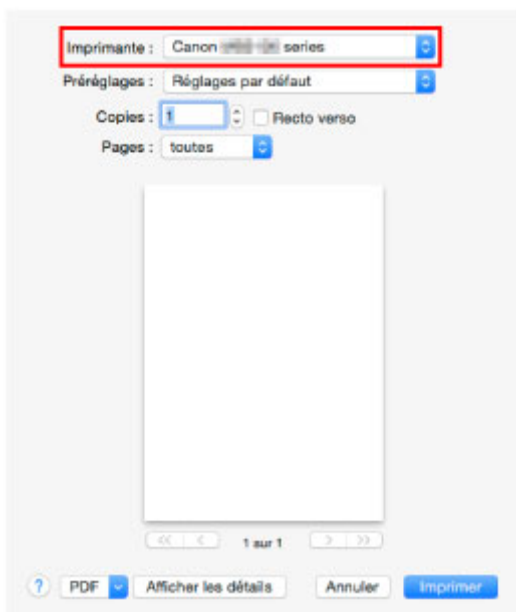 Imprimante : Canon series
Préréglages : Réglages par défaut
Copies : 1 Recto verso
Pages : toutes
1 sur 1
? PDF Afficher les détails Annuler Imprimer